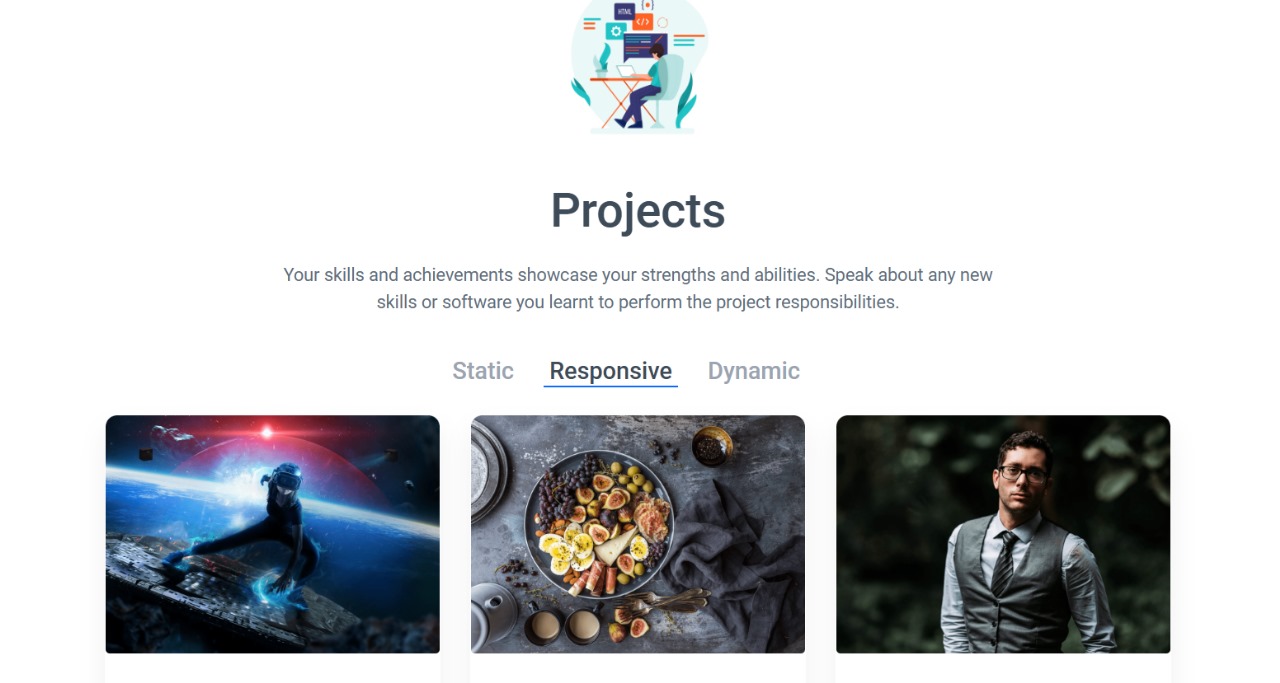 HTML
</>
Projects
Your skills and achievements showcase your strengths and abilities. Speak about any new
skills or software you learnt to perform the project responsibilities.
Static Responsive Dynamic